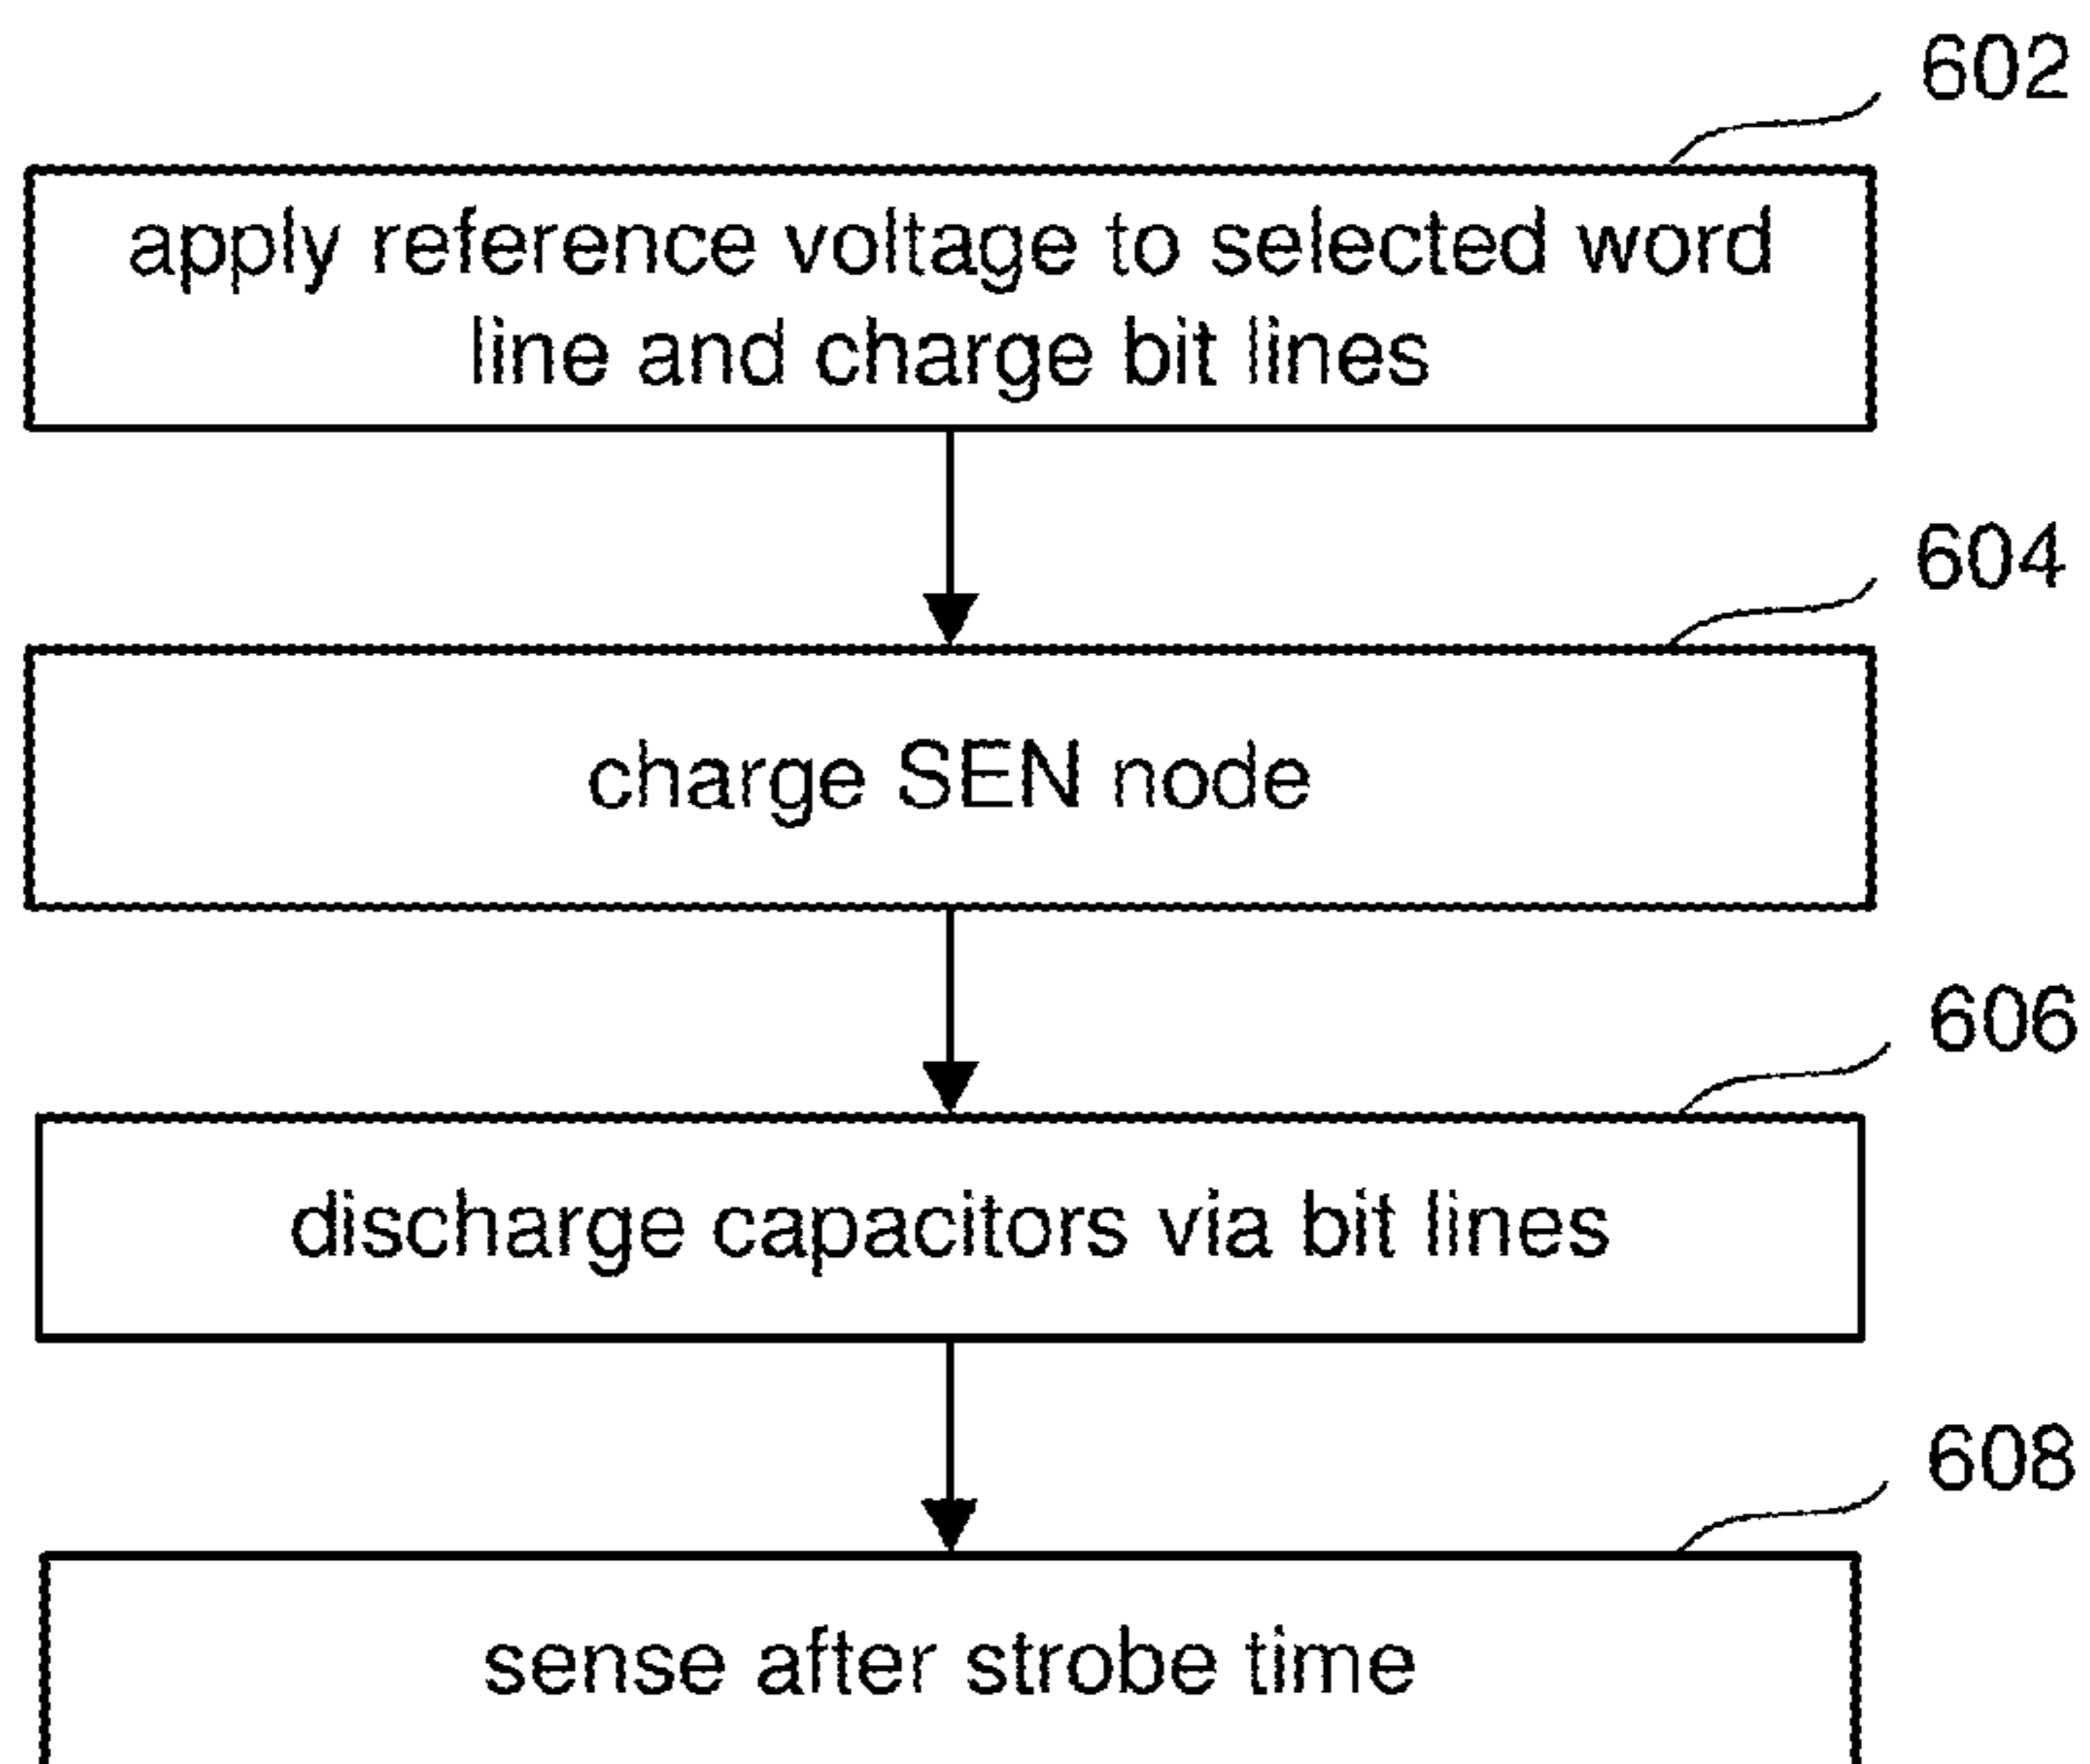 602
apply reference voltage to selected word
line and charge bit lines
604
charge SEN node
606
discharge capacitors via bit lines
608
sense after strobe time